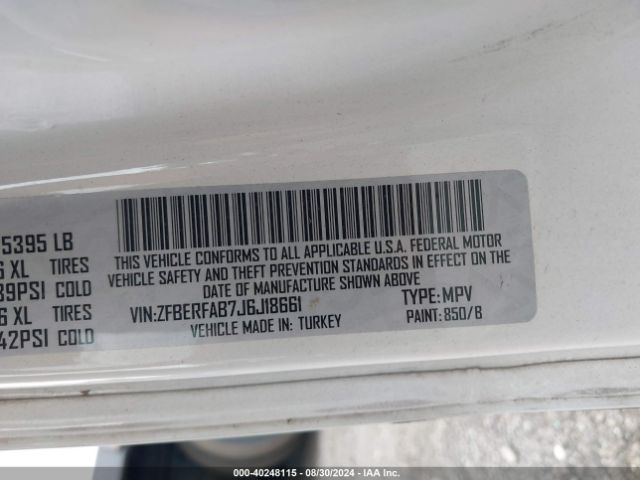 5395 LB
6 XL TIRES
39PSI COLD
6 XL TIRES
42PSI COLD
THIS VEHICLE CONFORMS TO ALL APPLICABLE U.S.A. FEDERAL MOTOR
VEHICLE SAFETY AND THEFT PREVENTION STANDARDS IN EFFECT ON THE
DATE OF MANUFACTURE SHOWN ABOVE
VIN:ZFBERFAB7J6J18661 TYPE: MPV
VEHICLE MADE IN: TURKEY PAINT: 850/B
000-40248115 - 08/30/2024 - IAA Inc.